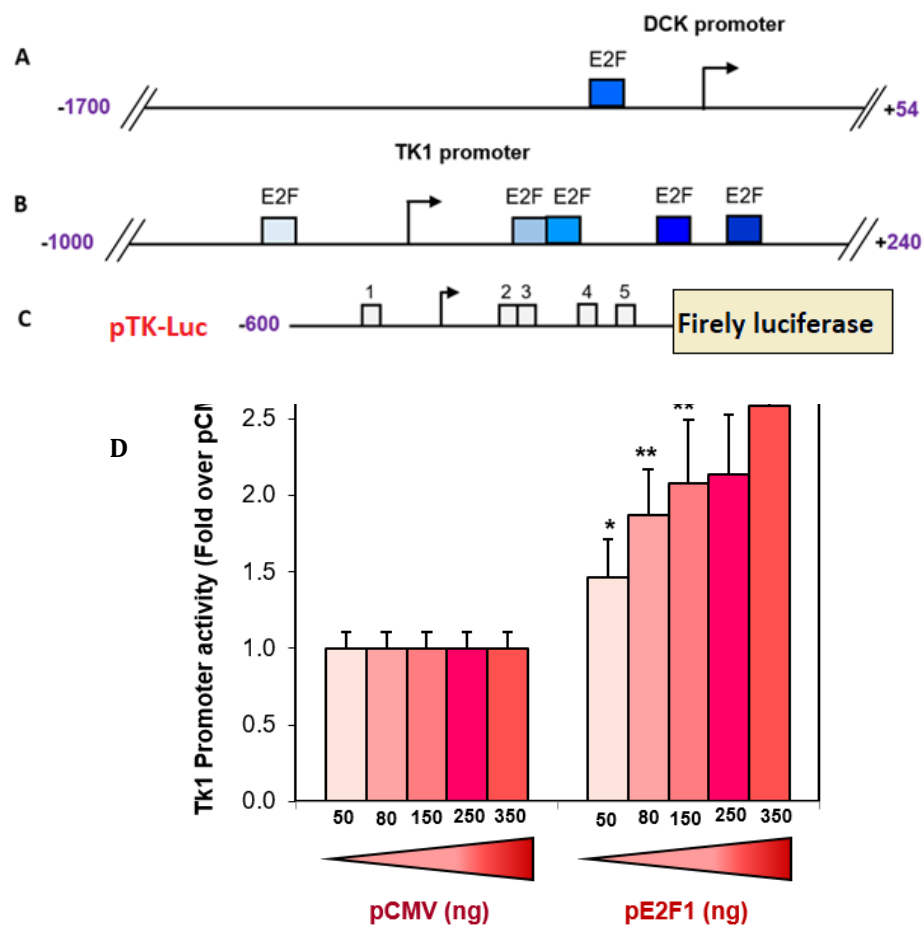 DCK promoter
A
E2F
-1700
+54
TK1 promoter
B
E2F
E2F E2F
E2F
E2F
-1000
+240
C
pTK-Luc
-600
1
2 3
4
5
Firely luciferase
D
Tk1 Promoter activity (Fold over
2.5
2.0
1.5
1.0
0.5
0.0
*
**
**
50 80 150 250 350
50 80 150 250 350
pCMV (ng)
pE2F1 (ng)